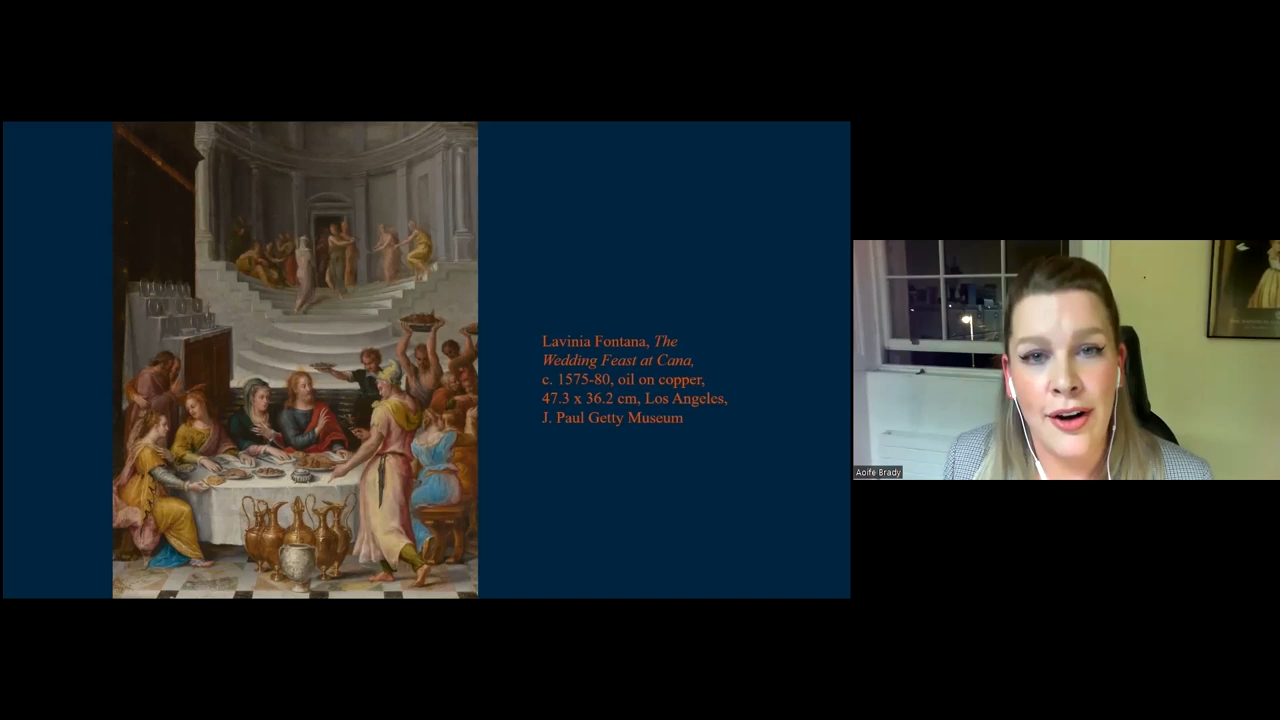 Lavinia Fontana, The
Wedding Feast at Cana,
c. 1575-80, oil on copper,
47.3 x 36.2 cm, Los Angeles,
J. Paul Getty Museum
Aoife Brady